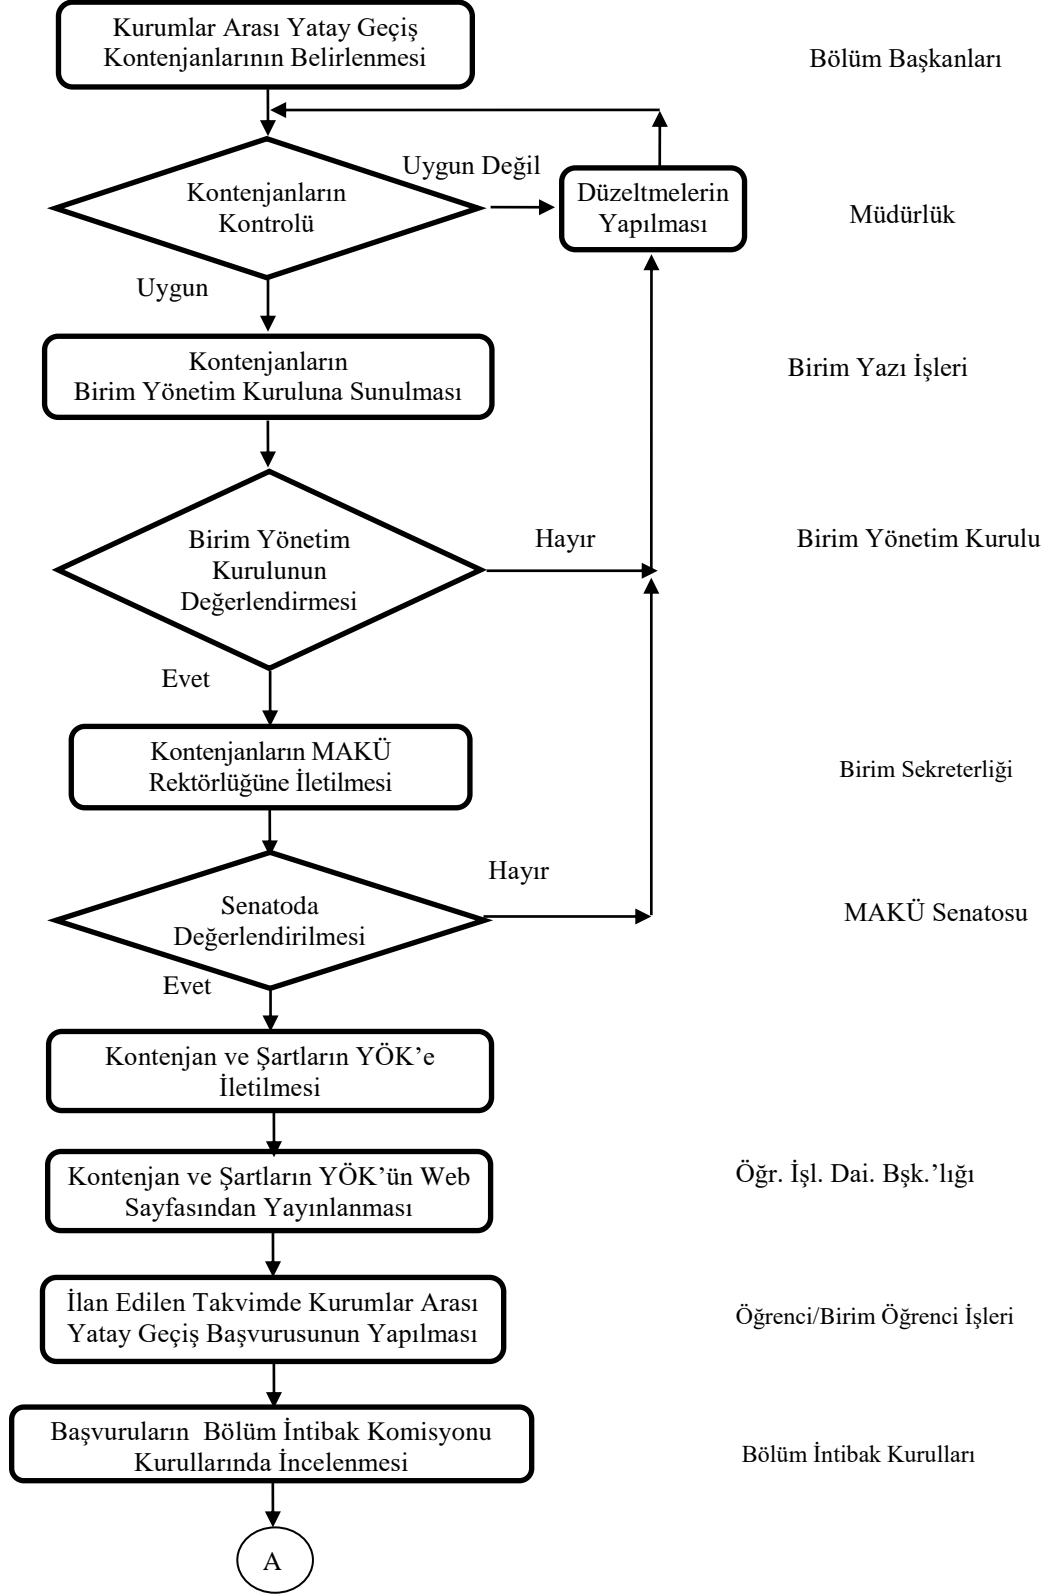 Kurumlar Arası Yatay Geçiş
Kontenjanlarının Belirlenmesi
Bölüm Başkanları
Uygun Değil
Kontenjanların
Kontrolü
Düzeltmelerin
Yapılması
Müdürlük
Uygun
Kontenjanların
Birim Yönetim Kuruluna Sunulması
Birim Yazı İşleri
Birim Yönetim
Kurulunun
Değerlendirmesi
Hayır
Birim Yönetim Kurulu
Evet
Kontenjanların MAKÜ
Rektörlüğüne İletilmesi
Birim Sekreterliği
Hayır
Senatoda
Değerlendirilmesi
MAKÜ Senatosu
Evet
Kontenjan ve Şartların YÖK’e
İletilmesi
Kontenjan ve Şartların YÖK’ün Web
Sayfasından Yayınlanması
Öğr. İşl. Dai. Bşk.’lığı
İlan Edilen Takvimde Kurumlar Arası
Yatay Geçiş Başvurusunun Yapılması
Öğrenci/Birim Öğrenci İşleri
Başvuruların Bölüm İntibak Komisyonu
Kurullarında İncelenmesi
Bölüm İntibak Kurulları
A